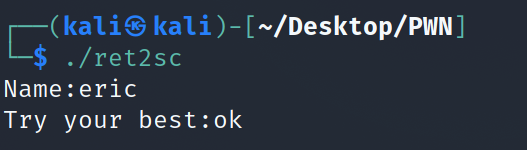 ┌──(kali㉿kali)-[~/Desktop/PWN]
└─$ ./ret2sc
Name:eric
Try your best:ok